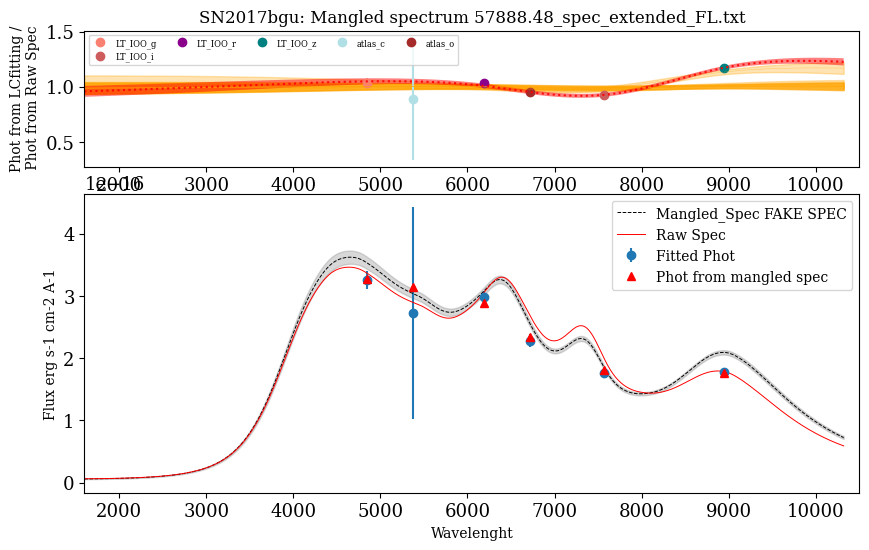 SN2017bgu: Mangled spectrum 57888.48_spec_extended_FL.txt
Phot from LCfitting /
Phot from Raw Spec
1.5
1.0
0.5
LT_IOO_g
LT_IOO_r
LT_IOO_z
atlas_c
atlas_o
LT_IOO_i
2000 3000 4000 5000 6000 7000 8000 9000 10000
1e−16
Flux erg s-1 cm-2 A-1
4
3
2
1
0
Mangled_Spec FAKE SPEC
Raw Spec
Fitted Phot
Phot from mangled spec
2000 3000 4000 5000 6000 7000 8000 9000 10000
Wavelenght